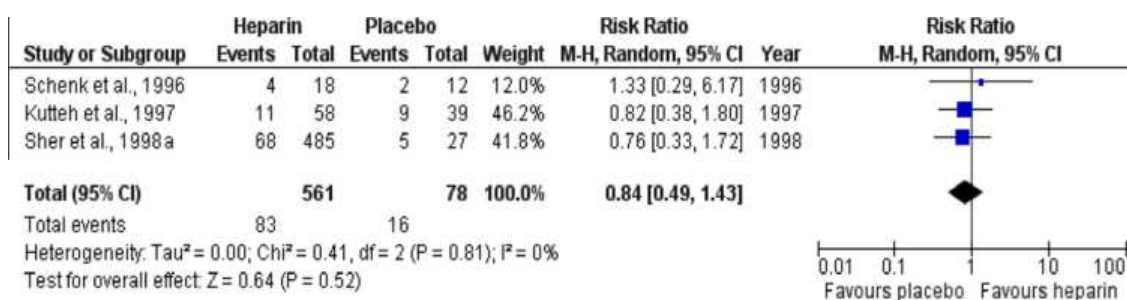 Heparin Placebo Risk Ratio Risk Ratio
Study or Subgroup Events Total Events Total Weight M-H, Random, 95% CI Year M-H, Random, 95% CI
Schenk et al., 1996 4 18 2 12 12.0% 1.33 [0.29, 6.17] 1996
Kutteh et al., 1997 11 58 9 39 46.2% 0.82 [0.38, 1.80] 1997
Sher et al., 1998a 68 485 5 27 41.8% 0.76 [0.33, 1.72] 1998
Total (95% CI) 561 78 100.0% 0.84 [0.49, 1.43]
Total events 83 16
Heterogeneity: Tau² = 0.00; Chi² = 0.41, df = 2 (P = 0.81); I² = 0%
Test for overall effect: Z = 0.64 (P = 0.52)
0.01 0.1 1 10 100
Favours placebo Favours heparin